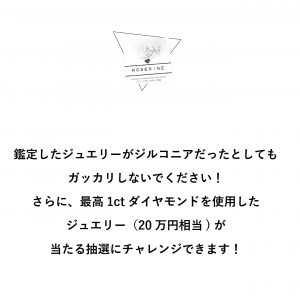 ROSERINE
鑑定したジュエリーがジルコニアだったとしても
ガッカリしないでください！
さらに、最高 1ct ダイヤモンドを使用した
ジュエリー（20 万円相当 ) が
当たる抽選にチャレンジできます！